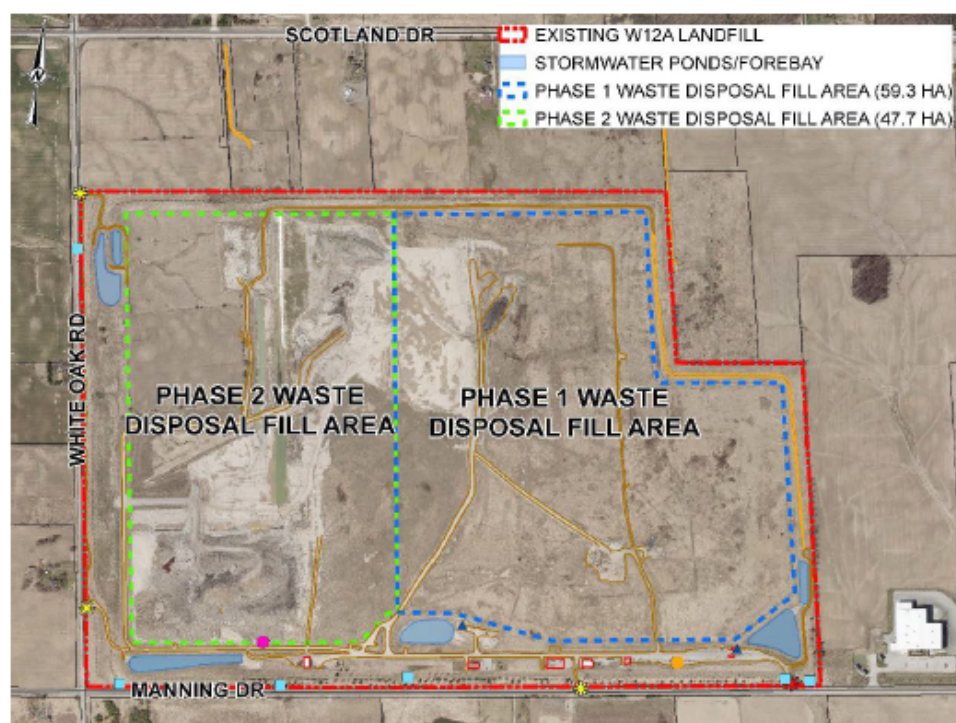 SCOTLAND DR
EXISTING W12A LANDFILL
STORMWATER PONDS/FOREBAY
PHASE 1 WASTE DISPOSAL FILL AREA (59.3 HA)
PHASE 2 WASTE DISPOSAL FILL AREA (47.7 HA)
N
WHITE OAK RD
PHASE 2 WASTE
DISPOSAL FILL AREA
PHASE 1 WASTE
DISPOSAL FILL AREA
MANNING DR